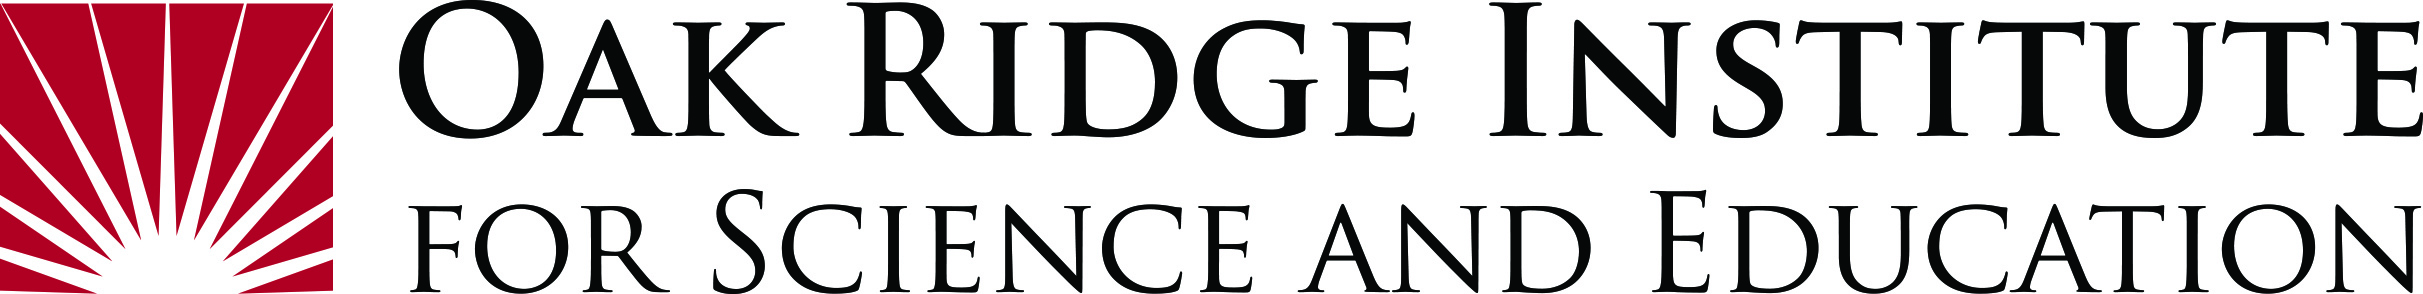 Oak Ridge Institute
for Science and Education